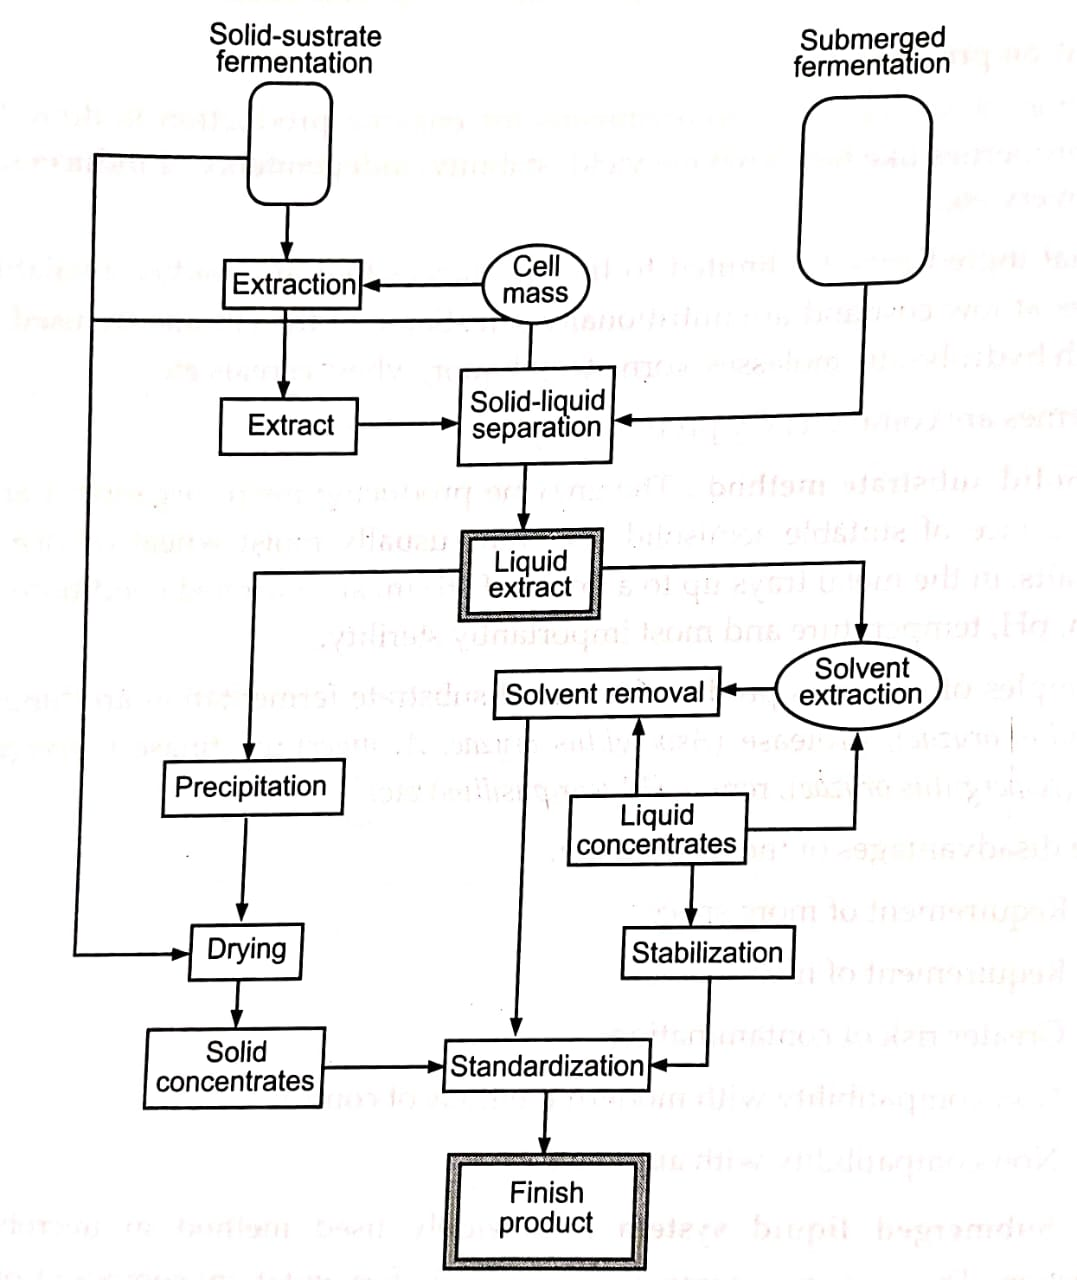 Solid-sustrate
fermentation
Submerged
fermentation
Cell
mass
Extraction
Extract
Solid-liquid
separation
Liquid
extract
Solvent
extraction
Solvent removal
Precipitation
Liquid
concentrates
Drying
Stabilization
Solid
concentrates
Standardization
Finish
product